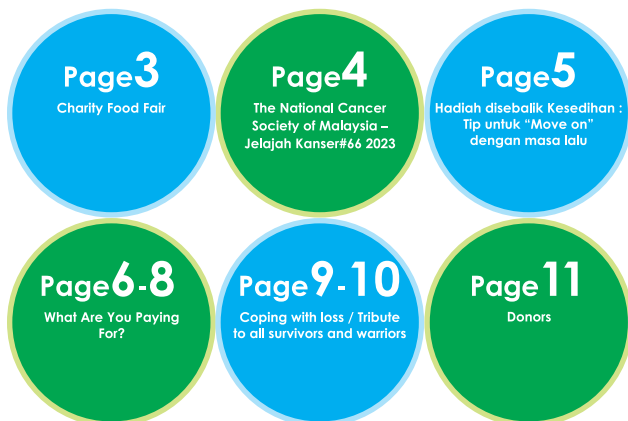 Page3
Charity Food Fair
Page4
The National Cancer
Society of Malaysia –
Jelajah Kanser#66 2023
Page5
Hadiah disebalik Kesedihan :
Tip untuk “Move on”
dengan masa lalu
Page6-8
What Are You Paying
For?
Page9-10
Coping with loss / Tribute
to all survivors and warriors
Page11
Donors